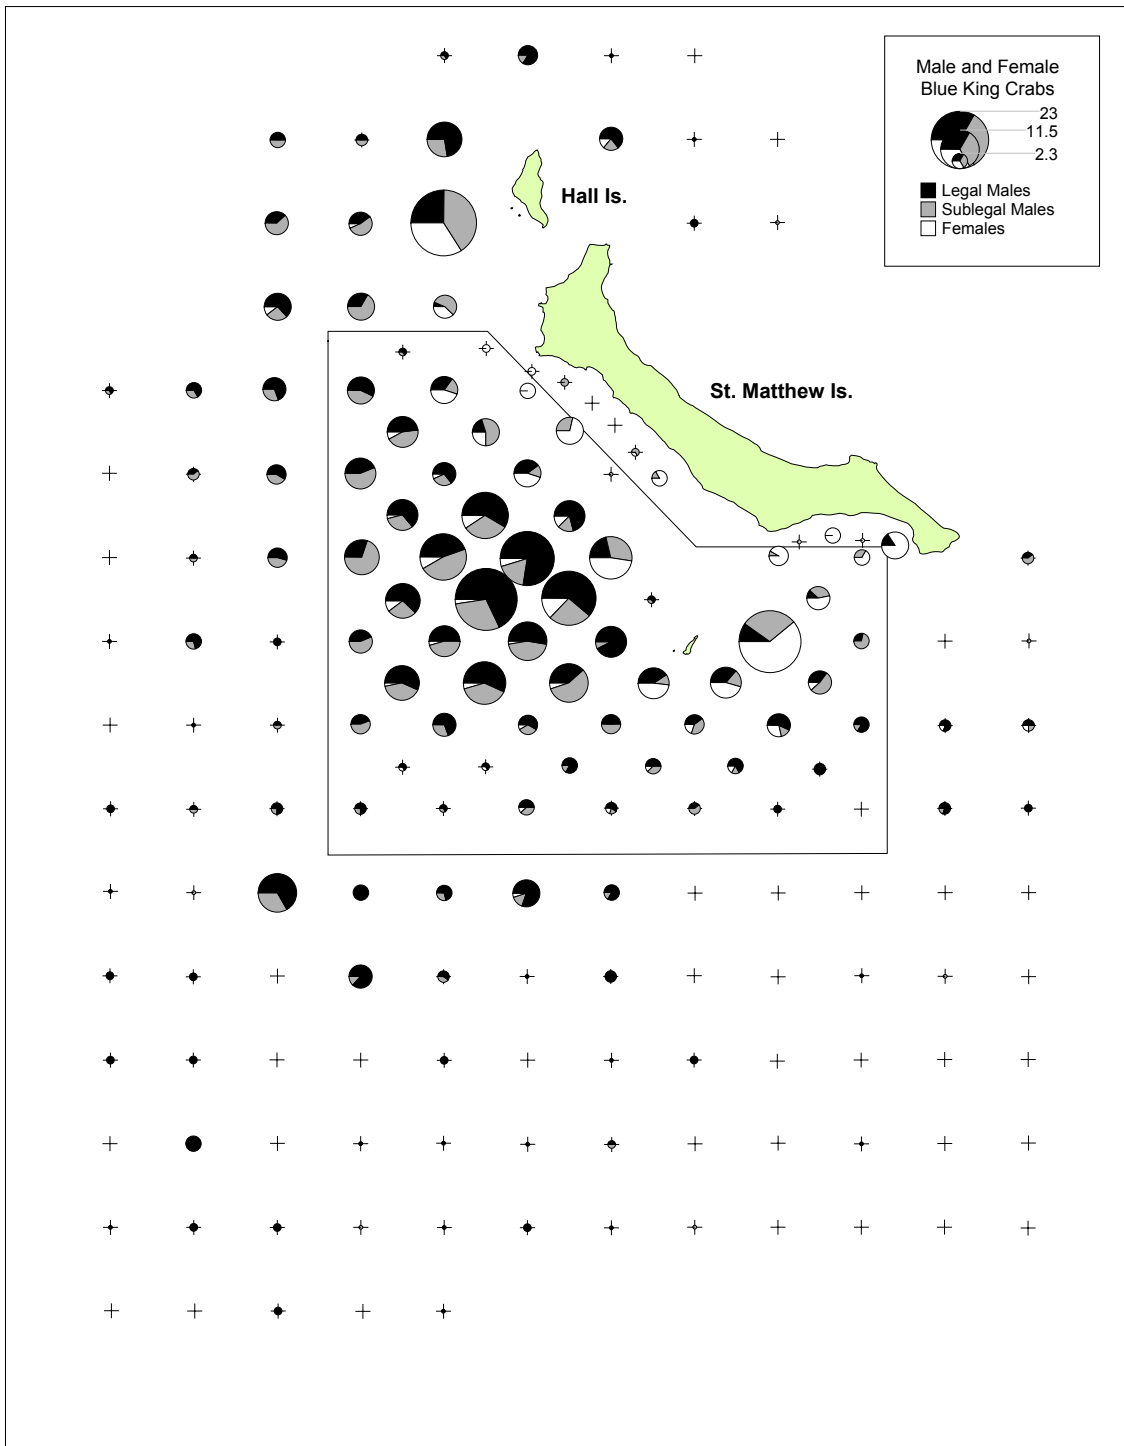 Male and Female
Blue King Crabs
23
11.5
2.3
Legal Males
Sublegal Males
Females
Hall Is.
St. Matthew Is.